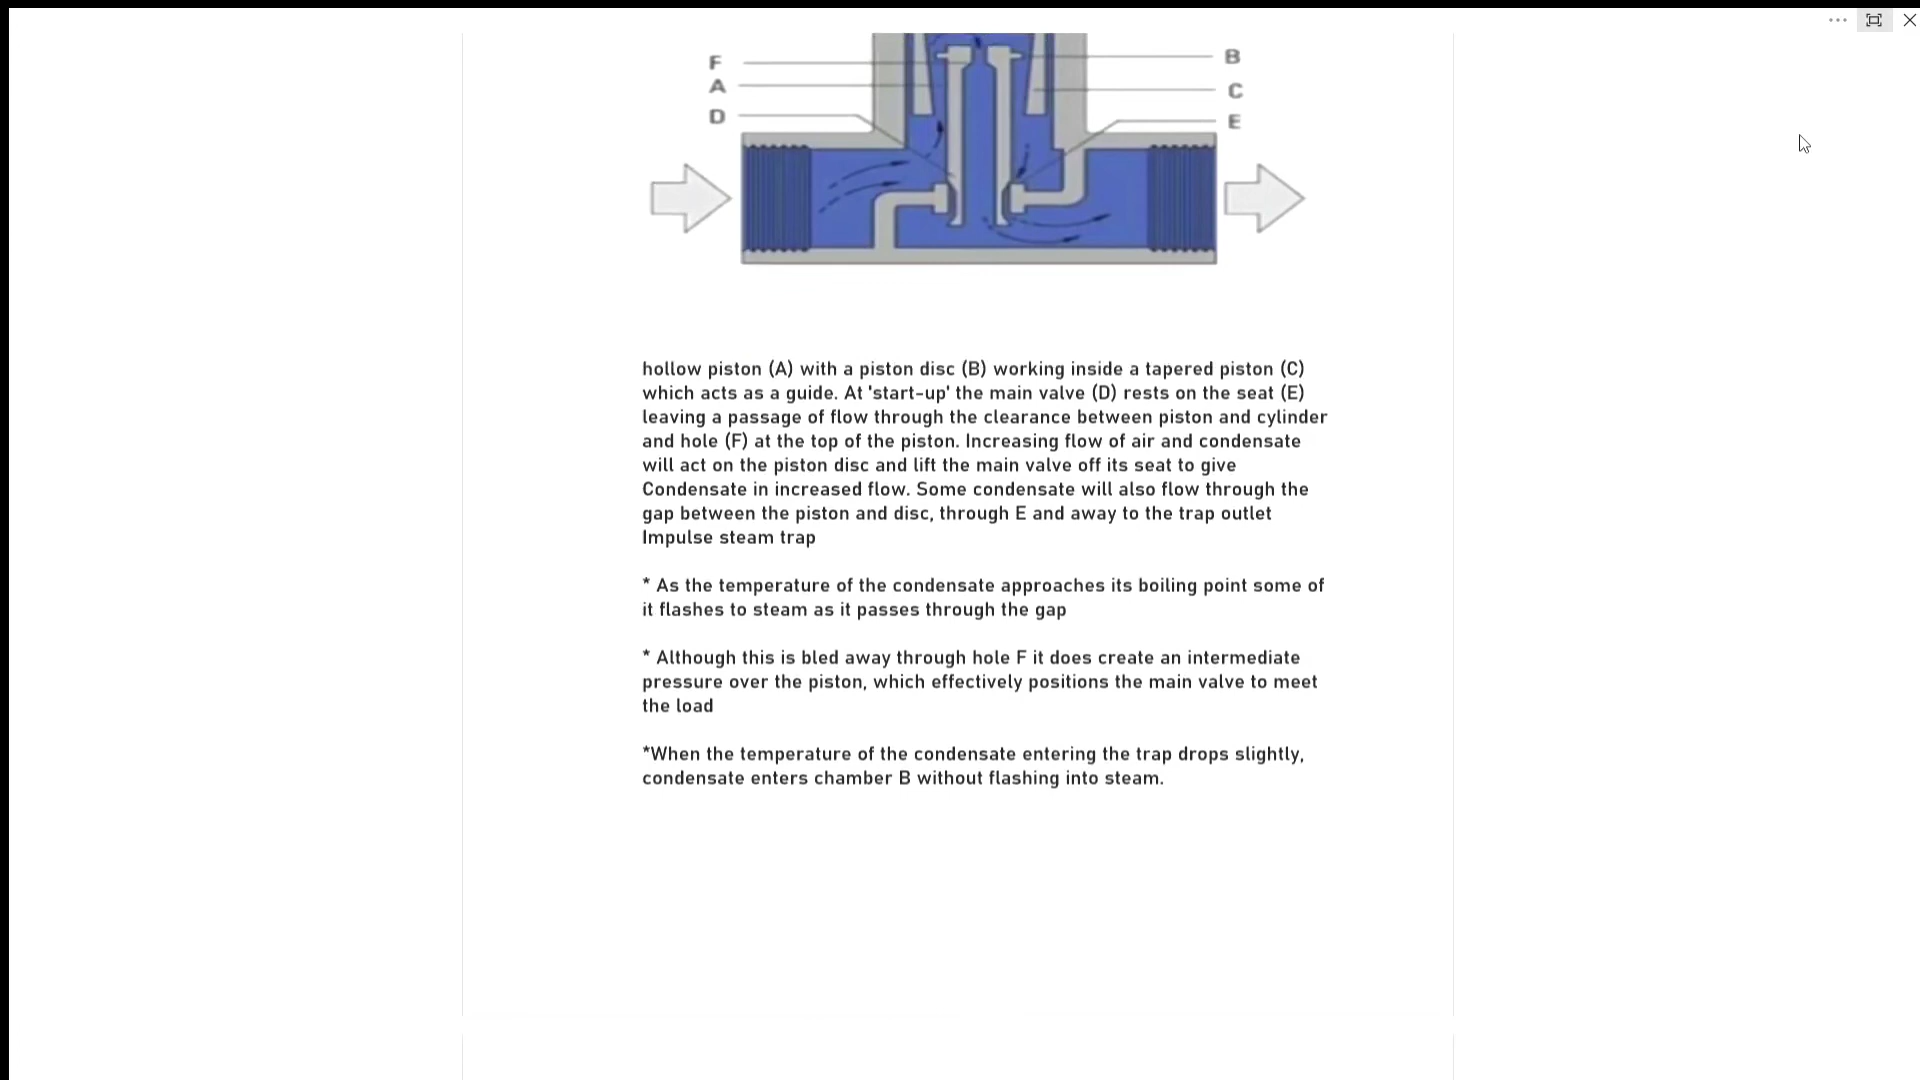 F
B
A
C
D
E
hollow piston (A) with a piston disc (B) working inside a tapered piston (C)
which acts as a guide. At 'start-up' the main valve (D) rests on the seat (E)
leaving a passage of flow through the clearance between piston and cylinder
and hole (F) at the top of the piston. Increasing flow of air and condensate
will act on the piston disc and lift the main valve off its seat to give
Condensate in increased flow. Some condensate will also flow through the
gap between the piston and disc, through E and away to the trap outlet
Impulse steam trap
* As the temperature of the condensate approaches its boiling point some of
it flashes to steam as it passes through the gap
* Although this is bled away through hole F it does create an intermediate
pressure over the piston, which effectively positions the main valve to meet
the load
*When the temperature of the condensate entering the trap drops slightly,
condensate enters chamber B without flashing into steam.